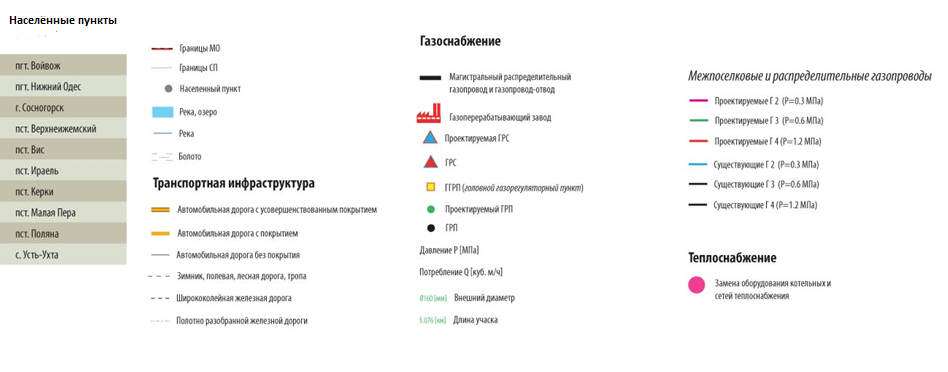 Населённые пункты
пгт. Войвож
пгт. Нижний Одес
г. Сосногорск
пст. Верхнеижемский
пст. Вис
пст. Ираель
пст. Керки
пст. Малая Пера
пст. Поляна
с. Усть-Ухта
Границы МО
Границы СП
Населенный пункт
Река, озеро
Река
Болото
Транспортная инфраструктура
Автомобильная дорога с усовершенствованным покрытием
Автомобильная дорога с покрытием
Автомобильная дорога без покрытия
Зимник, полевая, лесная дорога, тропа
Ширококолейная железная дорога
Полотно разобранной железной дороги
Газоснабжение
Магистральный распределительный
газопровод и газопровод-отвод
Газоперерабатывающий завод
Проектируемая ГРС
ГРС
ГГРП (головной газорегуляторный пункт)
Проектируемый ГРП
ГРП
Давление P [МПа]
Потребление Q [куб. м/ч]
Ø160 [мм] Внешний диаметр
5.076 [км] Длина учаска
Межпоселковые и распределительные газопроводы
Проектируемые Г 2 (P=0.3 МПа)
Проектируемые Г 3 (P=0.6 МПа)
Проектируемые Г 4 (P=1.2 МПа)
Существующие Г 2 (P=0.3 МПа)
Существующие Г 3 (P=0.6 МПа)
Существующие Г 4 (P=1.2 МПа)
Теплоснабжение
Замена оборудования котельных и
сетей теплоснабжения